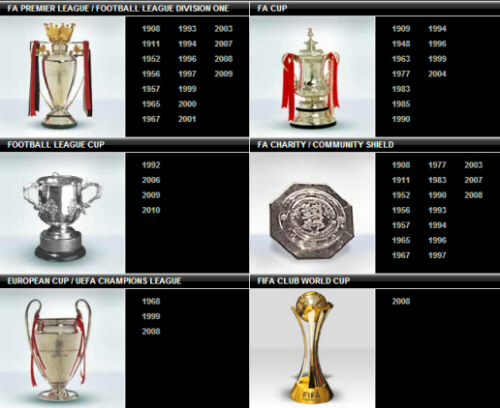 FA PREMIER LEAGUE / FOOTBALL LEAGUE DIVISION ONE
1908 1993 2003
1911 1994 2007
1952 1996 2008
1956 1997 2009
1957 1999
1965 2000
1967 2001
FA CUP
1909 1994
1948 1996
1963 1999
1977 2004
1983
1985
1990
FOOTBALL LEAGUE CUP
1992
2006
2009
2010
FA CHARITY / COMMUNITY SHIELD
1908 1977 2003
1911 1983 2007
1952 1990 2008
1956 1993
1957 1994
1965 1996
1967 1997
EUROPEAN CUP / UEFA CHAMPIONS LEAGUE
1968
1999
2008
FIFA CLUB WORLD CUP
2008
FIFA